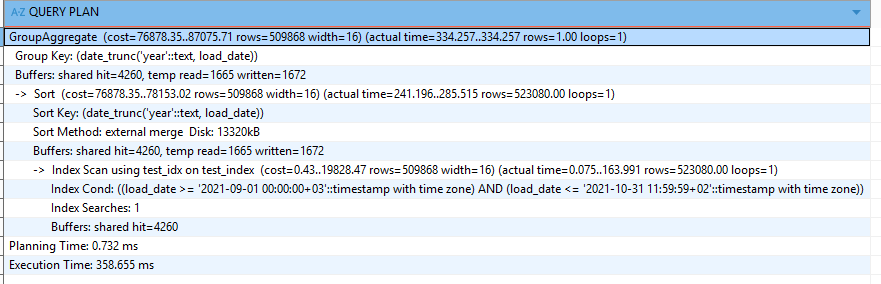 A-Z QUERY PLAN
GroupAggregate (cost=76878.35..87075.71 rows=509868 width=16) (actual time=334.257..334.257 rows=1.00 loops=1)
Group Key: (date_trunc('year'::text, load_date))
Buffers: shared hit=4260, temp read=1665 written=1672
-> Sort (cost=76878.35..78153.02 rows=509868 width=16) (actual time=241.196..285.515 rows=523080.00 loops=1)
Sort Key: (date_trunc('year'::text, load_date))
Sort Method: external merge Disk: 13320kB
Buffers: shared hit=4260, temp read=1665 written=1672
-> Index Scan using test_idx on test_index (cost=0.43..19828.47 rows=509868 width=16) (actual time=0.075..163.991 rows=523080.00 loops=1)
Index Cond: ((load_date >= '2021-09-01 00:00:00+03'::timestamp with time zone) AND (load_date <= '2021-10-31 11:59:59+02'::timestamp with time zone))
Index Searches: 1
Buffers: shared hit=4260
Planning Time: 0.732 ms
Execution Time: 358.655 ms